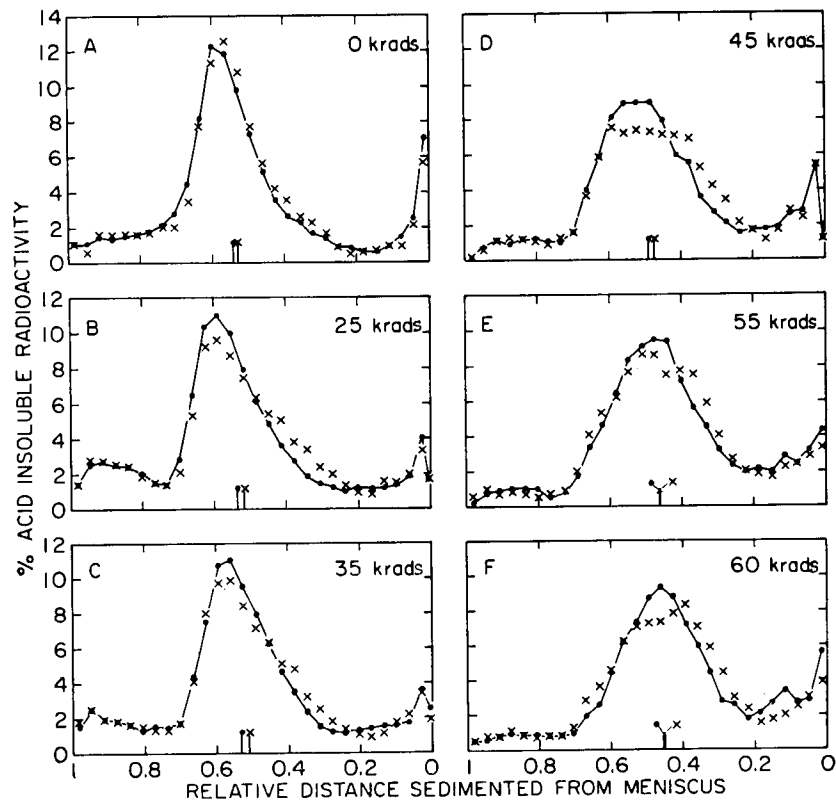 % ACID INSOLUBLE RADIOACTIVITY
14
12
10
8
6
4
2
0
A
0 krads
12
10
8
6
4
2
0
B
25 krads
12
10
8
6
4
2
0
C
35 krads
1
0.8
0.6
0.4
0.2
0
D
45 krads
E
55 krads
F
60 krads
1
0.8
0.6
0.4
0.2
0
RELATIVE DISTANCE SEDIMENTED FROM MENISCUS